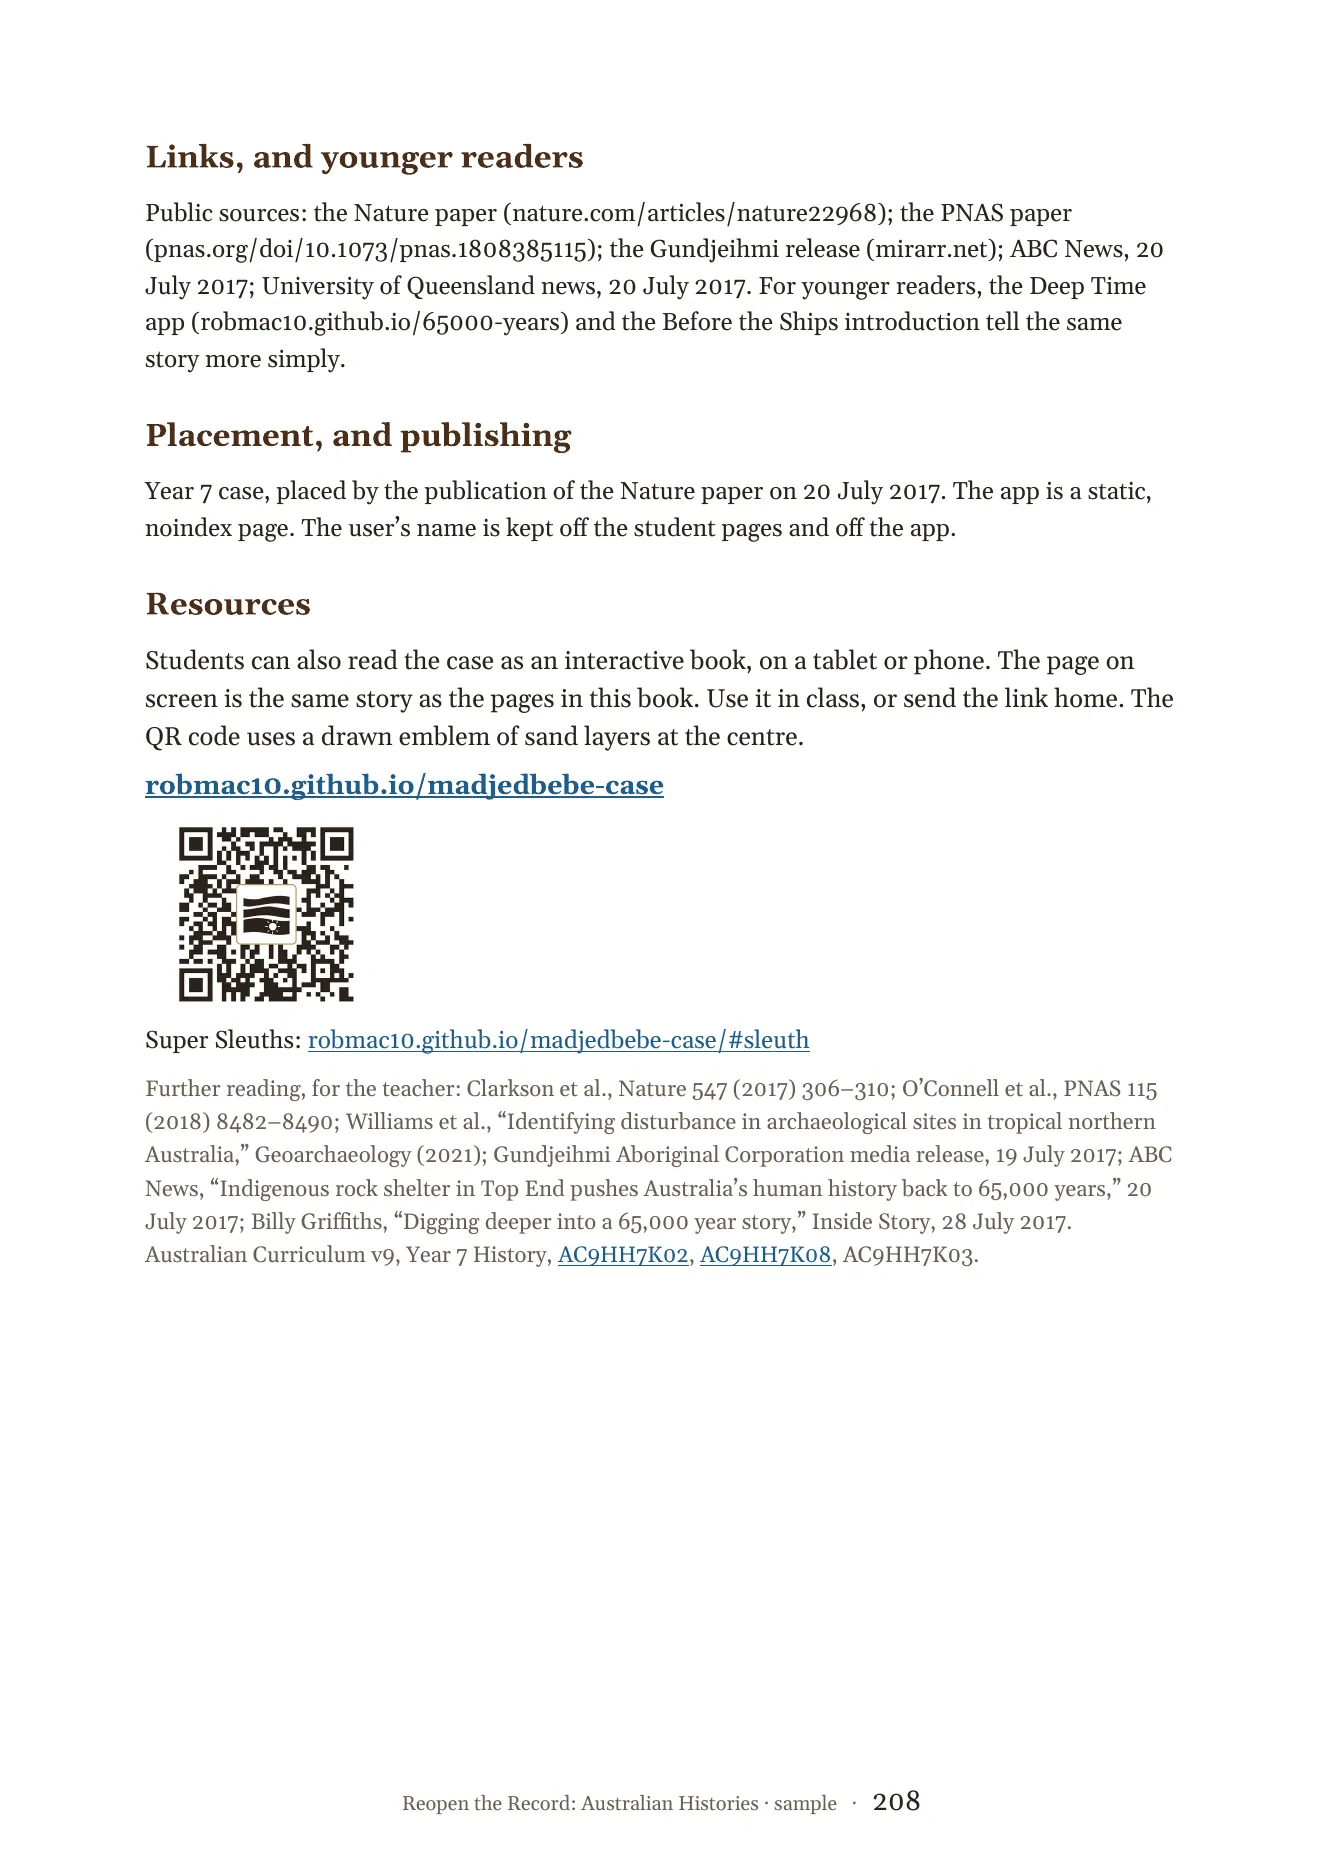 Links, and younger readers
Public sources: the Nature paper (nature.com/articles/nature22968); the PNAS paper
(pnas.org/doi/10.1073/pnas.1808385115); the Gundjeihmi release (mirarr.net); ABC News, 20
July 2017; University of Queensland news, 20 July 2017. For younger readers, the Deep Time
app (robmac10.github.io/65000-years) and the Before the Ships introduction tell the same
story more simply.
Placement, and publishing
Year 7 case, placed by the publication of the Nature paper on 20 July 2017. The app is a static,
noindex page. The user’s name is kept off the student pages and off the app.
Resources
Students can also read the case as an interactive book, on a tablet or phone. The page on
screen is the same story as the pages in this book. Use it in class, or send the link home. The
QR code uses a drawn emblem of sand layers at the centre.
robmac10.github.io/madjedbebe-case
Super Sleuths: robmac10.github.io/madjedbebe-case/#sleuth
Further reading, for the teacher: Clarkson et al., Nature 547 (2017) 306–310; O’Connell et al., PNAS 115
(2018) 8482–8490; Williams et al., “Identifying disturbance in archaeological sites in tropical northern
Australia,” Geoarchaeology (2021); Gundjeihmi Aboriginal Corporation media release, 19 July 2017; ABC
News, “Indigenous rock shelter in Top End pushes Australia’s human history back to 65,000 years,” 20
July 2017; Billy Griffiths, “Digging deeper into a 65,000 year story,” Inside Story, 28 July 2017.
Australian Curriculum v9, Year 7 History, AC9HH7K02, AC9HH7K08, AC9HH7K03.
Reopen the Record: Australian Histories · sample · 208